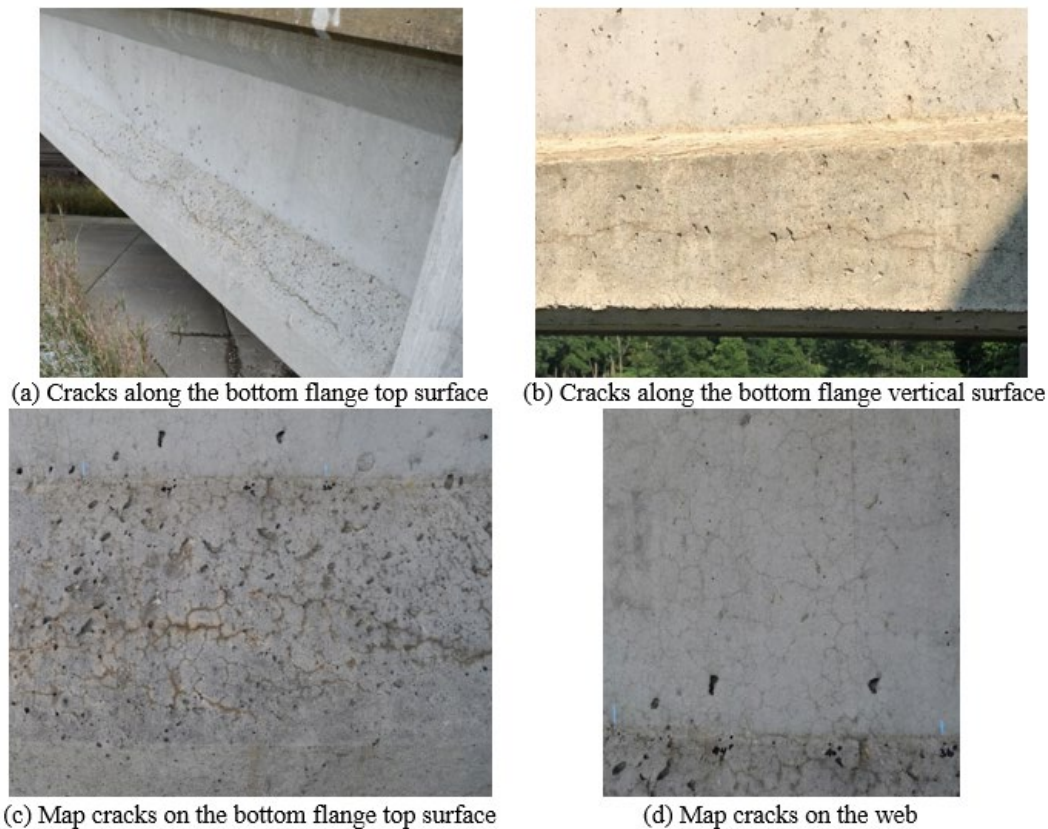 (a) Cracks along the bottom flange top surface
(b) Cracks along the bottom flange vertical surface
(c) Map cracks on the bottom flange top surface
(d) Map cracks on the web